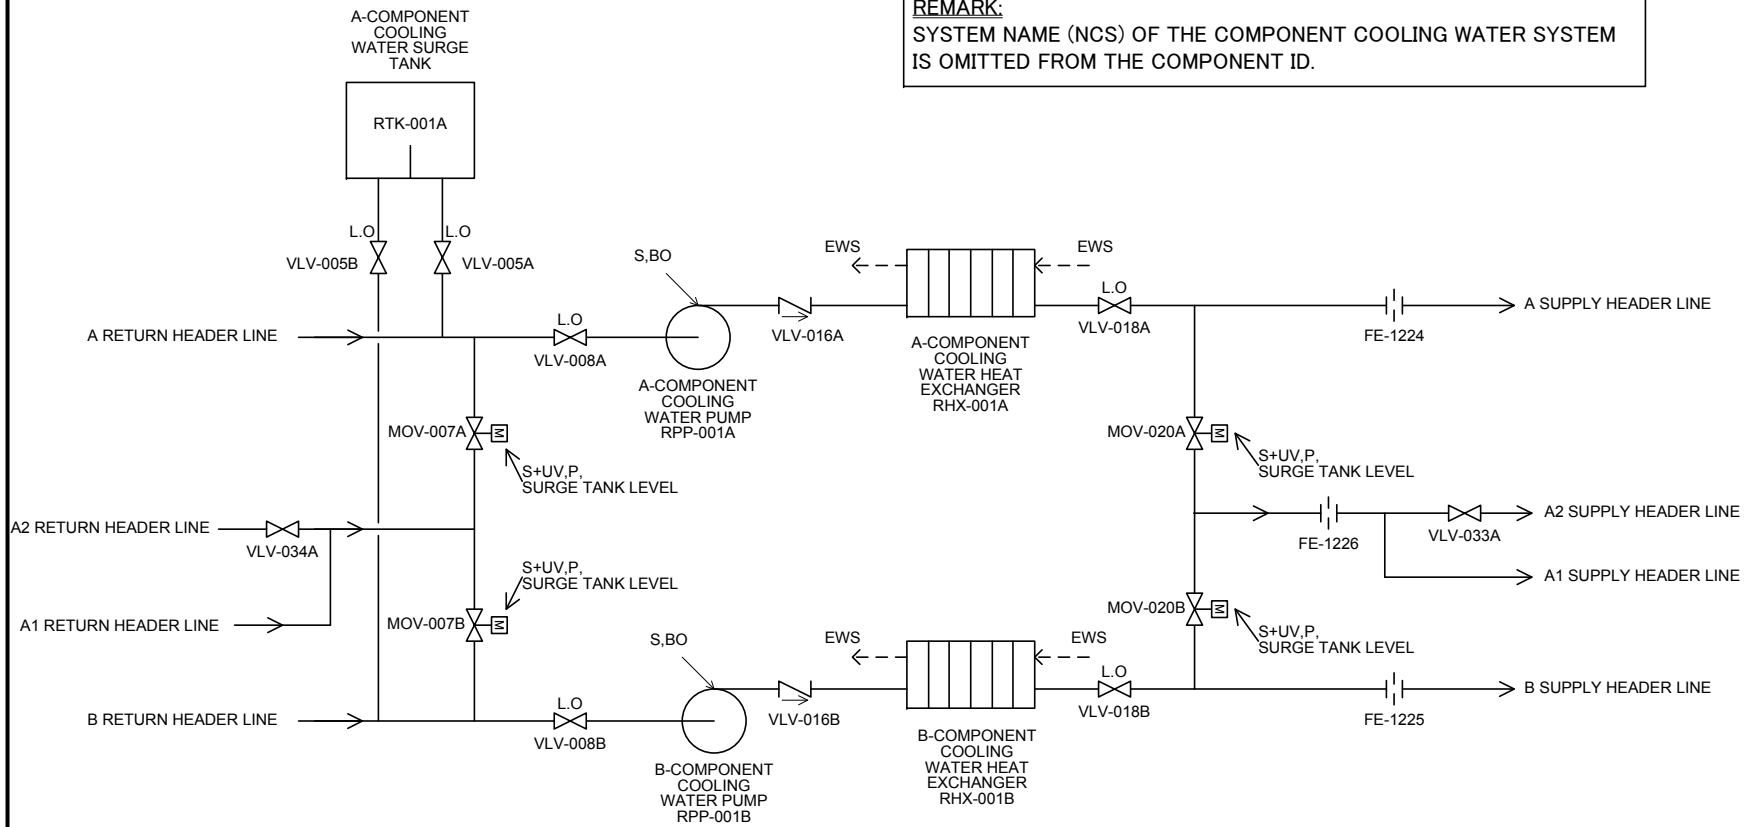 REMARK:
SYSTEM NAME (NCS) OF THE COMPONENT COOLING WATER SYSTEM
IS OMITTED FROM THE COMPONENT ID.
A-COMPONENT
COOLING
WATER SURGE
TANK
RTK-001A
L.O
L.O
VLV-005B
VLV-005A
S,BO
EWS
EWS
L.O
L.O
A RETURN HEADER LINE
VLV-008A
VLV-016A
VLV-018A
FE-1224
A SUPPLY HEADER LINE
A-COMPONENT
COOLING
WATER PUMP
RPP-001A
A-COMPONENT
COOLING
WATER HEAT
EXCHANGER
RHX-001A
MOV-007A
M
S+UV,P,
SURGE TANK LEVEL
MOV-020A
M
S+UV,P,
SURGE TANK LEVEL
A2 RETURN HEADER LINE
VLV-034A
FE-1226
VLV-033A
A2 SUPPLY HEADER LINE
A1 SUPPLY HEADER LINE
S+UV,P,
SURGE TANK LEVEL
A1 RETURN HEADER LINE
MOV-007B
M
MOV-020B
M
S+UV,P,
SURGE TANK LEVEL
S,BO
EWS
EWS
L.O
L.O
B RETURN HEADER LINE
VLV-008B
VLV-016B
VLV-018B
FE-1225
B SUPPLY HEADER LINE
B-COMPONENT
COOLING
WATER PUMP
RPP-001B
B-COMPONENT
COOLING
WATER HEAT
EXCHANGER
RHX-001B